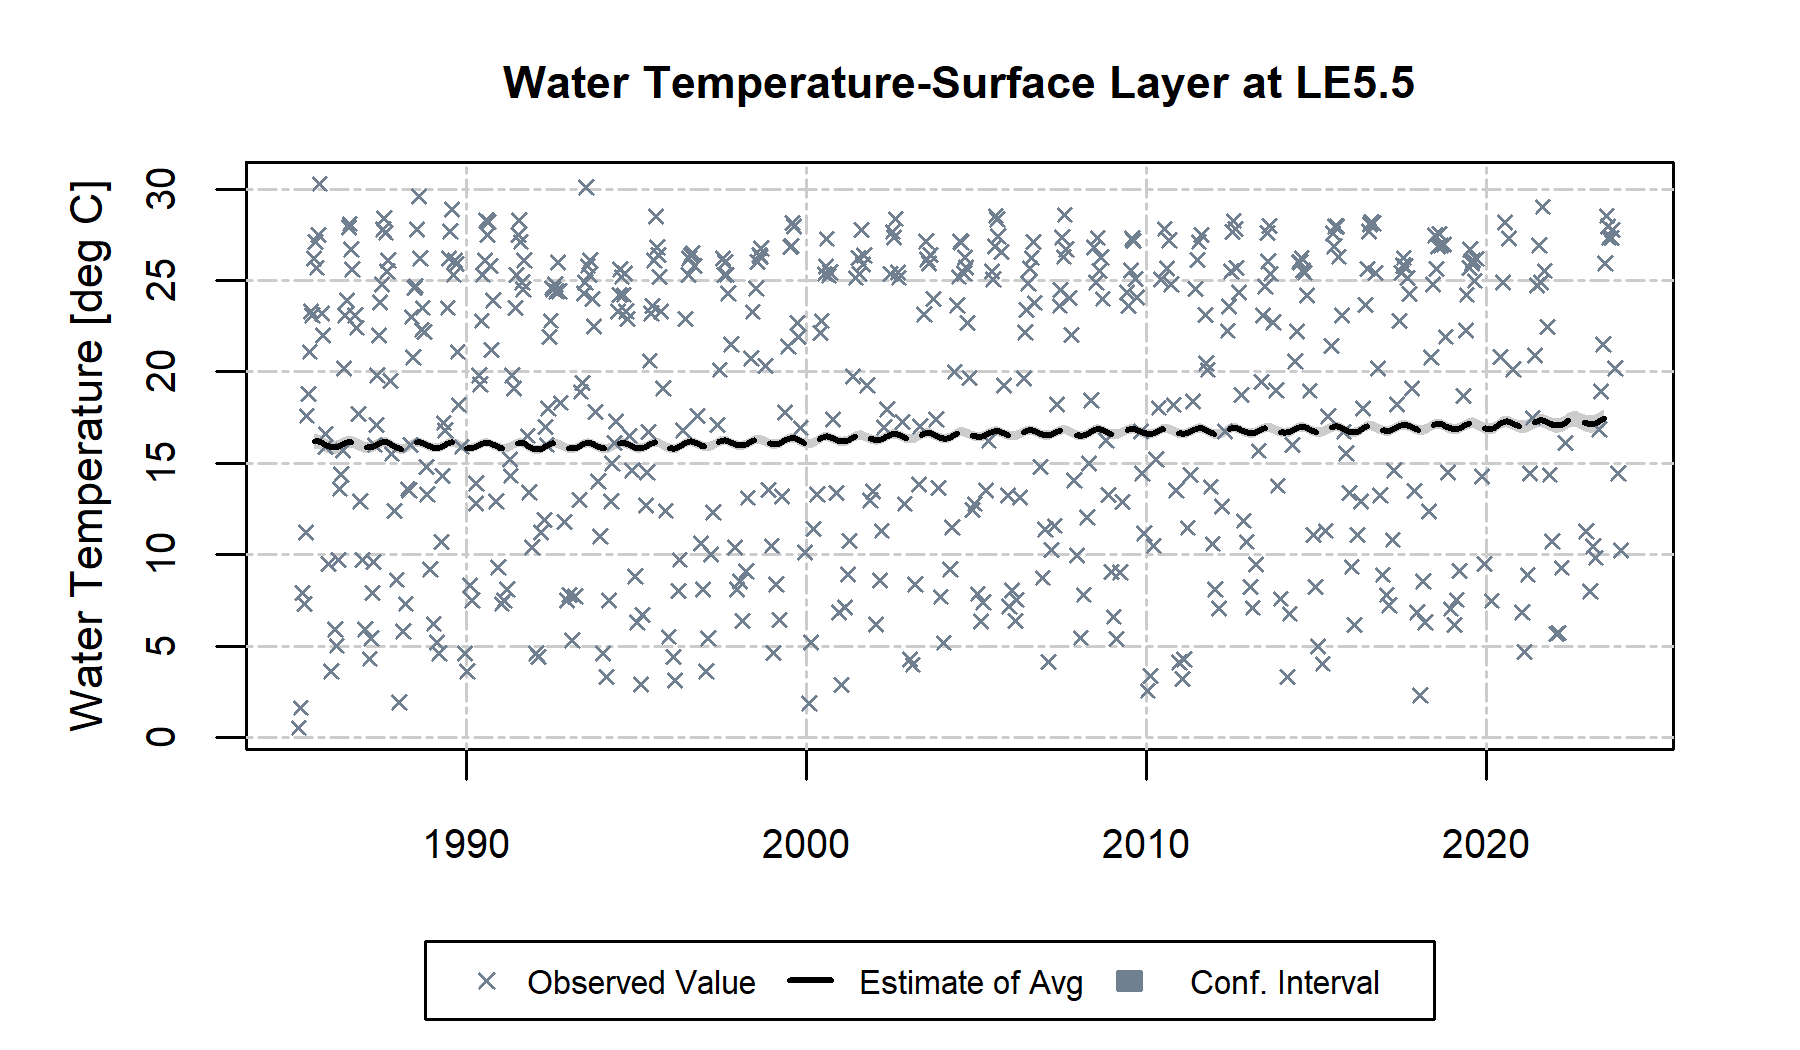 Water Temperature-Surface Layer at LE5.5
Water Temperature [deg C]
30
25
20
15
10
5
0
1990 2000 2010 2020
Observed Value Estimate of Avg Conf. Interval